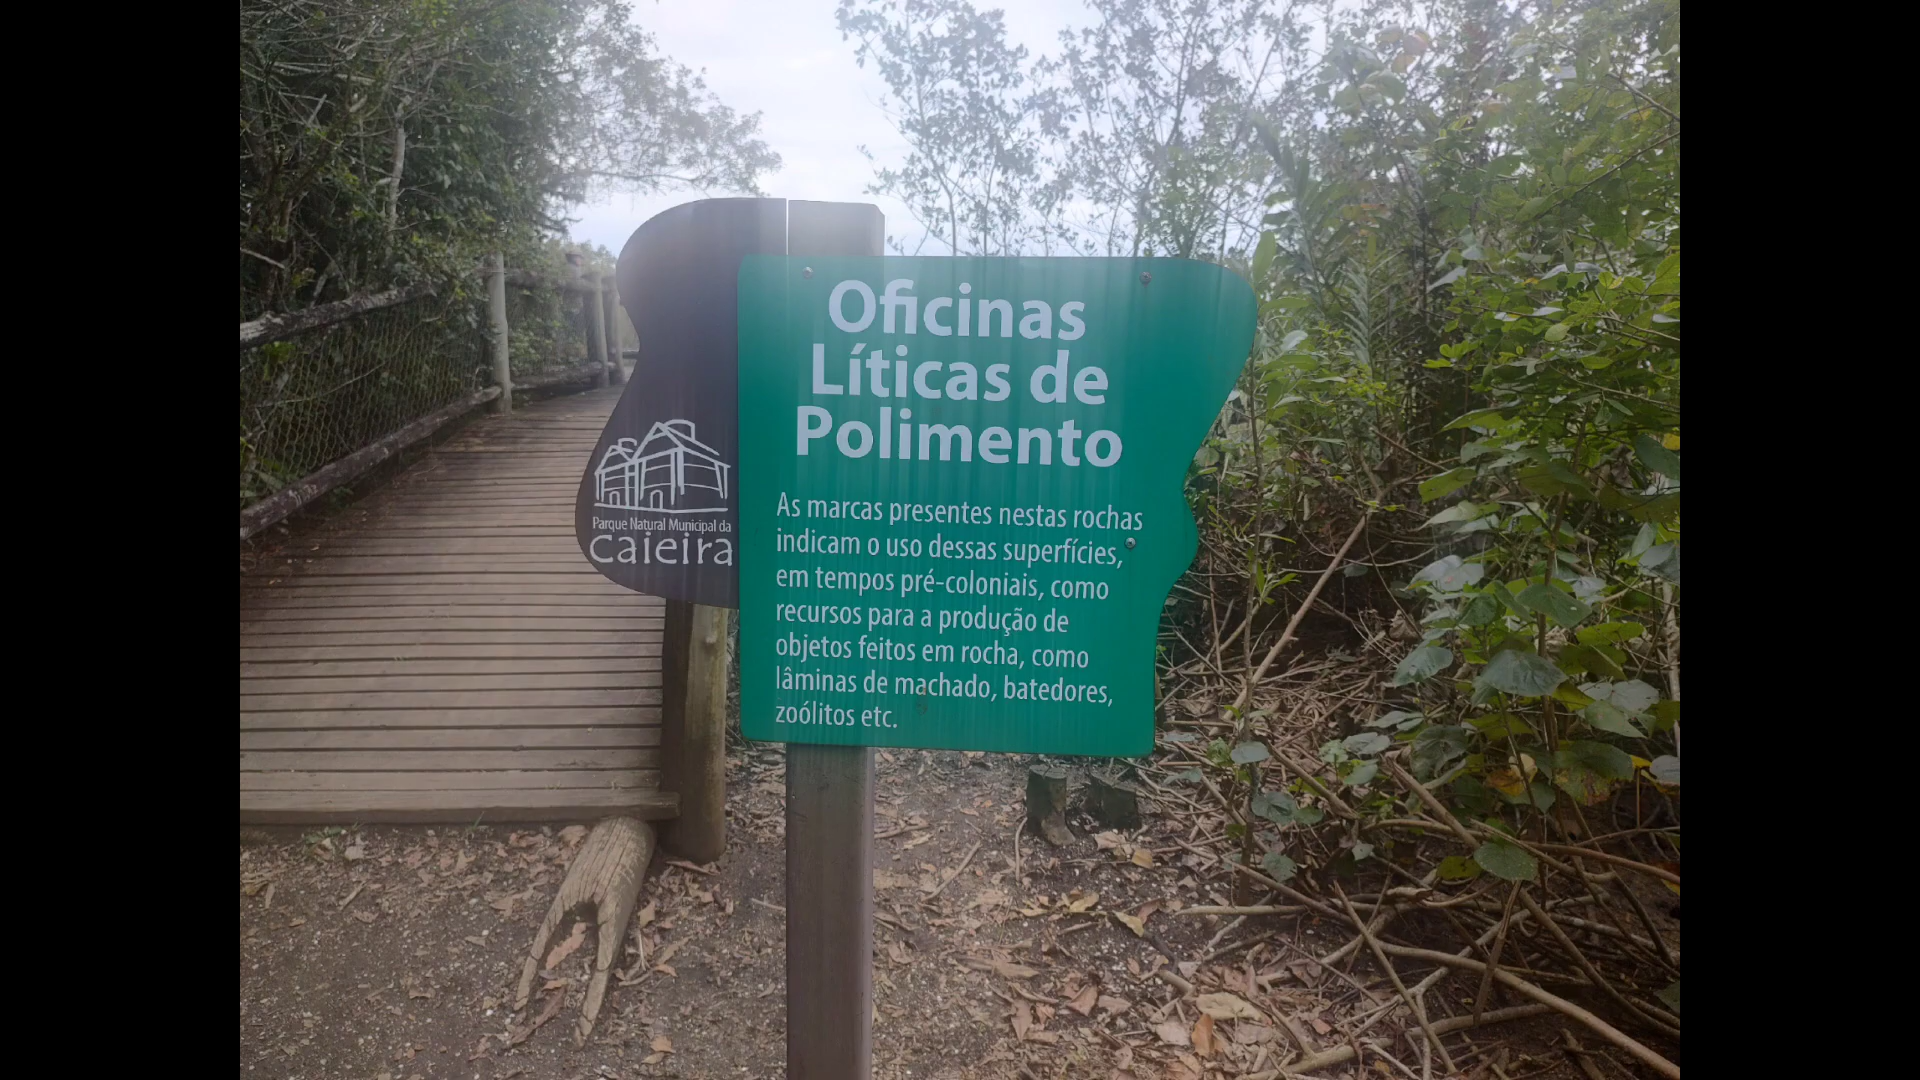 Oficinas
Líticas de
Polimento
As marcas presentes nestas rochas
indicam o uso dessas superfícies,
em tempos pré-coloniais, como
recursos para a produção de
objetos feitos em rocha, como
lâminas de machado, batedores,
zoólitos etc.
Parque Natural Municipal da
caieira